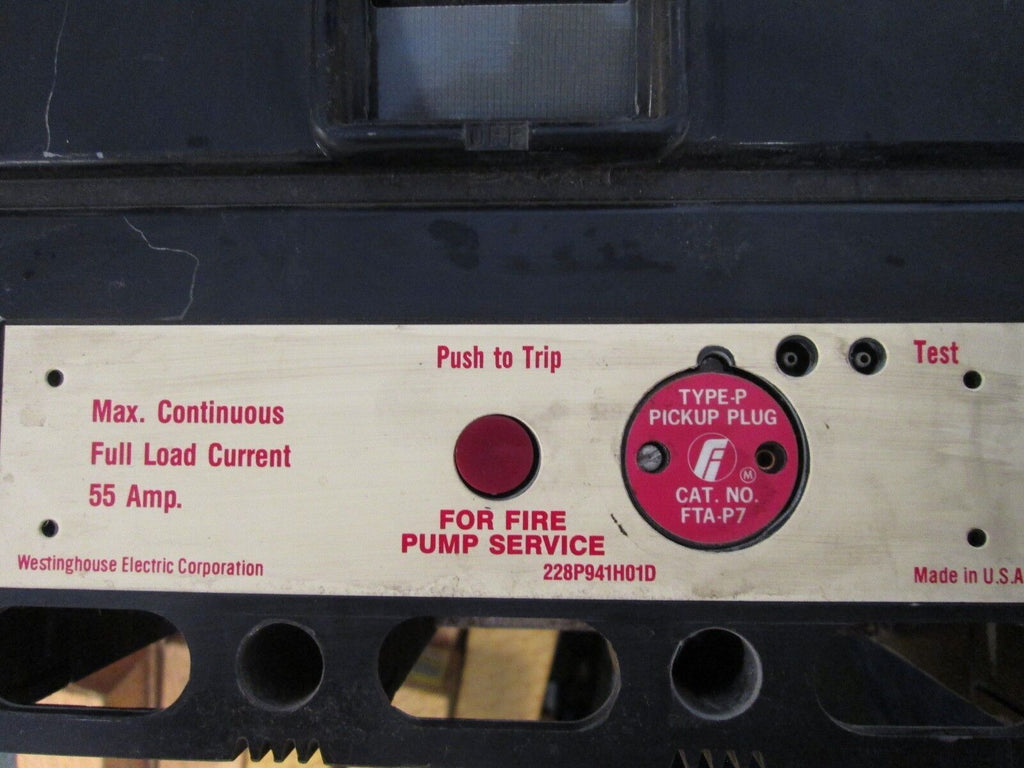 OFF
Push to Trip
Test
Max. Continuous
Full Load Current
55 Amp.
TYPE-P
PICKUP PLUG
M
CAT. NO.
FTA-P7
FOR FIRE
PUMP SERVICE
228P941H01D
Westinghouse Electric Corporation
Made in U.S.A